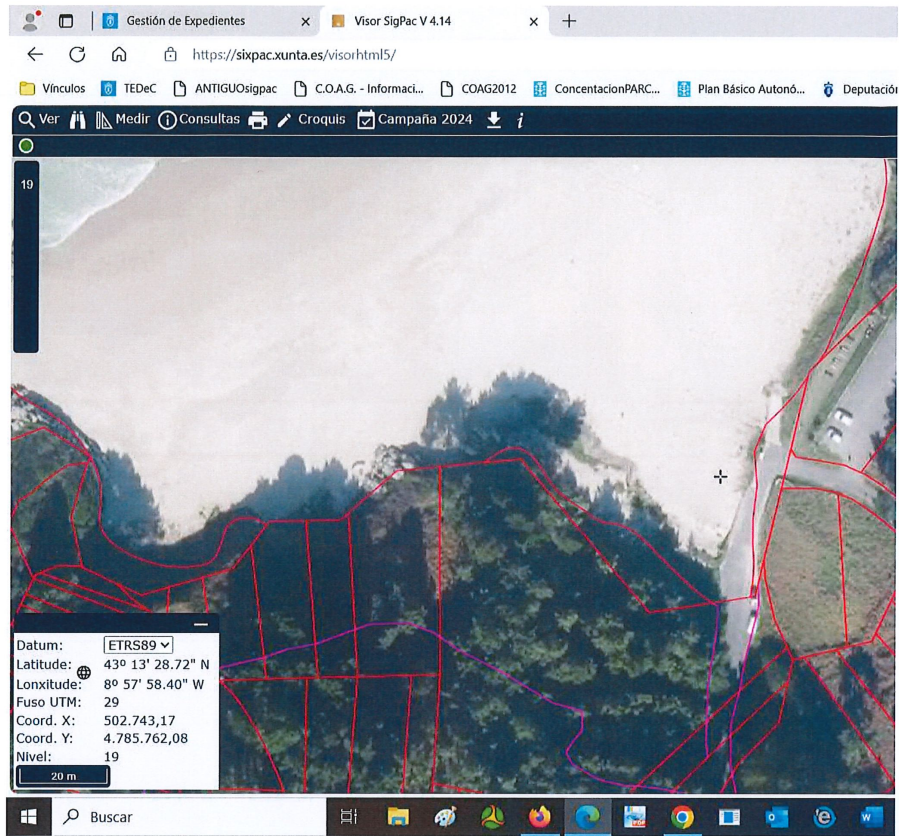 Gestión de Expedientes
Visor SigPac V 4.14
https://sixpac.xunta.es/visorhtml5/
Vínculos TEDeC ANTIGUOsigpac C.O.A.G. - Informaci... COAG2012 ConcentacionPARC... Plan Básico Autonó... Deputación
Ver Medir Consultas Croquis Campaña 2024
19
Datum: ETRS89
Latitude: 43º 13' 28.72" N
Lonxitude: 8º 57' 58.40" W
Fuso UTM: 29
Coord. X: 502.743,17
Coord. Y: 4.785.762,08
Nivel: 19
20 m
Buscar